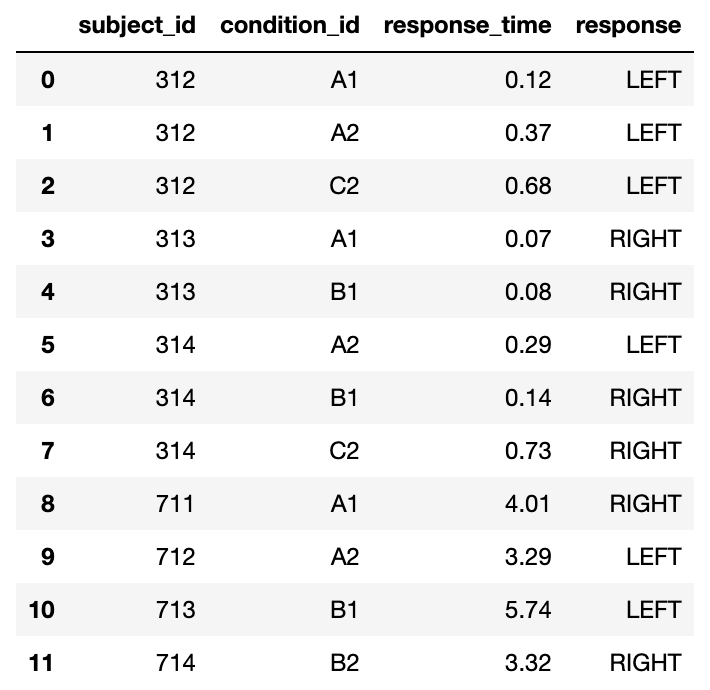 subject_id condition_id response_time response
0 312 A1 0.12 LEFT
1 312 A2 0.37 LEFT
2 312 C2 0.68 LEFT
3 313 A1 0.07 RIGHT
4 313 B1 0.08 RIGHT
5 314 A2 0.29 LEFT
6 314 B1 0.14 RIGHT
7 314 C2 0.73 RIGHT
8 711 A1 4.01 RIGHT
9 712 A2 3.29 LEFT
10 713 B1 5.74 LEFT
11 714 B2 3.32 RIGHT